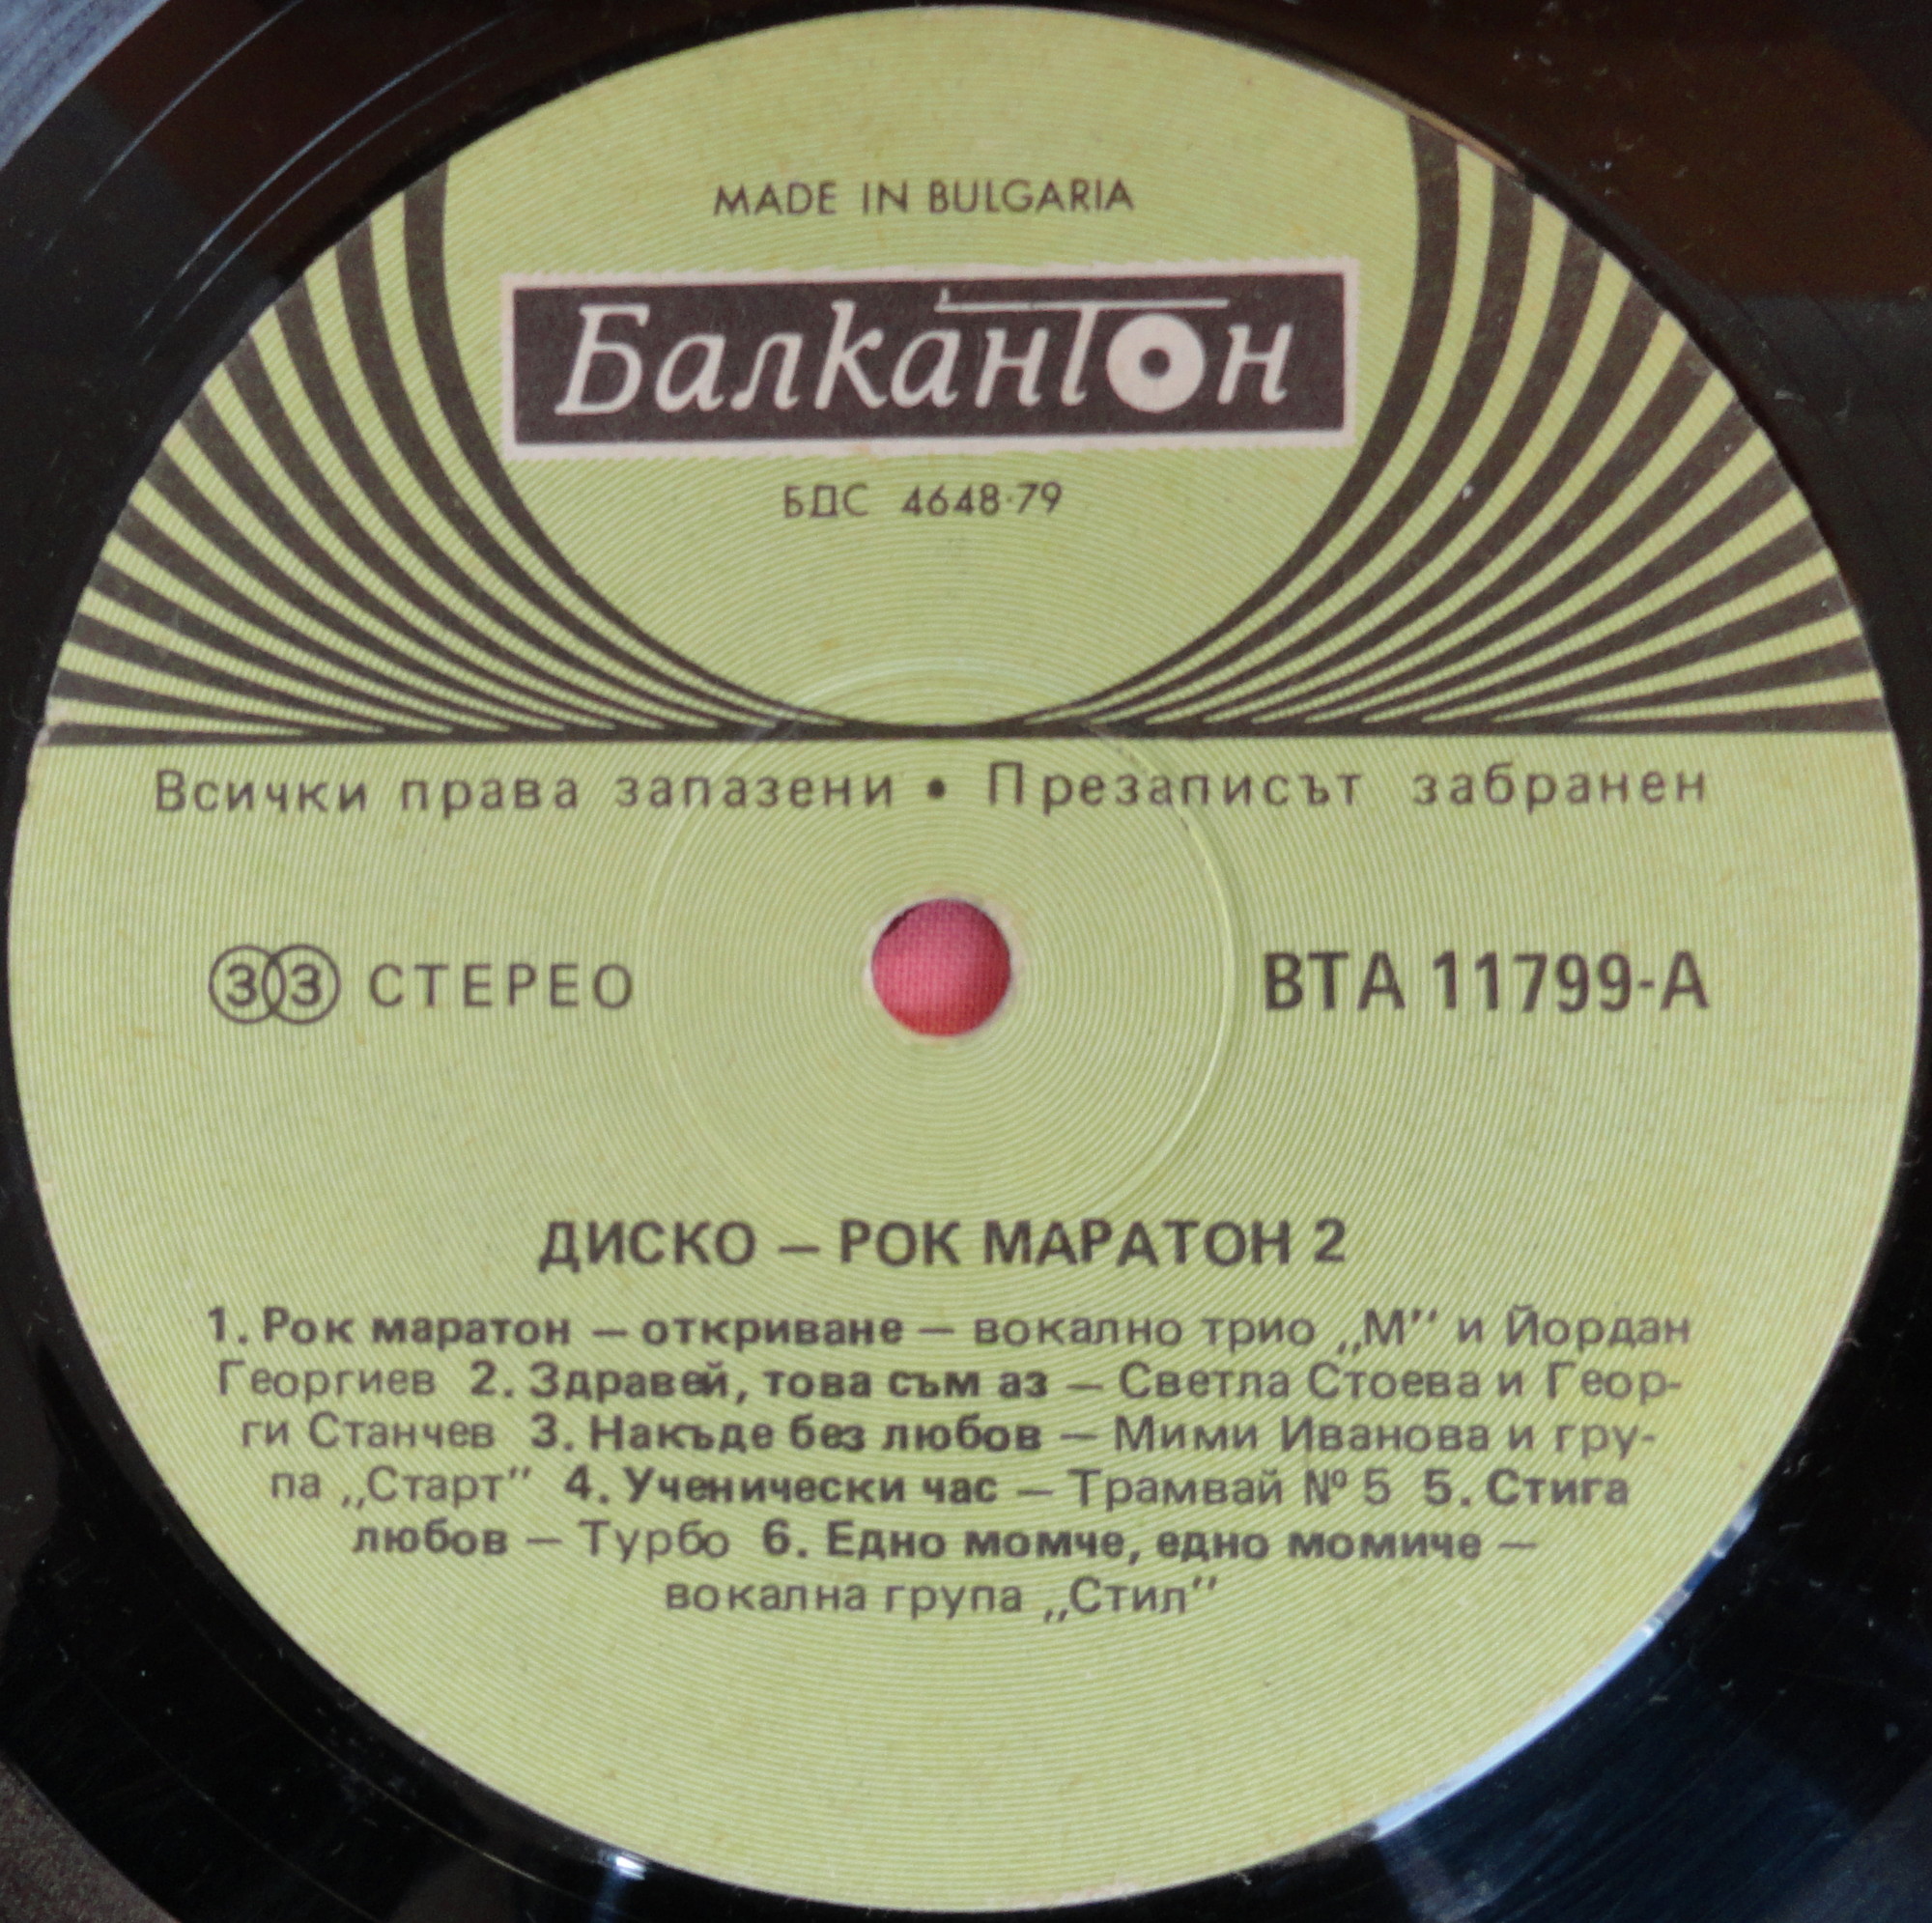 MADE IN BULGARIA
Балкантон
БДС 4648·79
Всички права запазени • Презаписът забранен
33 СТЕРЕО
ВТА 11799-А
ДИСКО – РОК МАРАТОН 2
1. Рок маратон – откриване – вокално трио „М” и Йордан
Георгиев 2. Здравей, това съм аз – Светла Стоева и Геор-
ги Станчев 3. Накъде без любов – Мими Иванова и гру-
па „Старт” 4. Ученически час – Трамвай № 5 5. Стига
любов – Турбо 6. Едно момче, едно момиче –
вокална група „Стил”